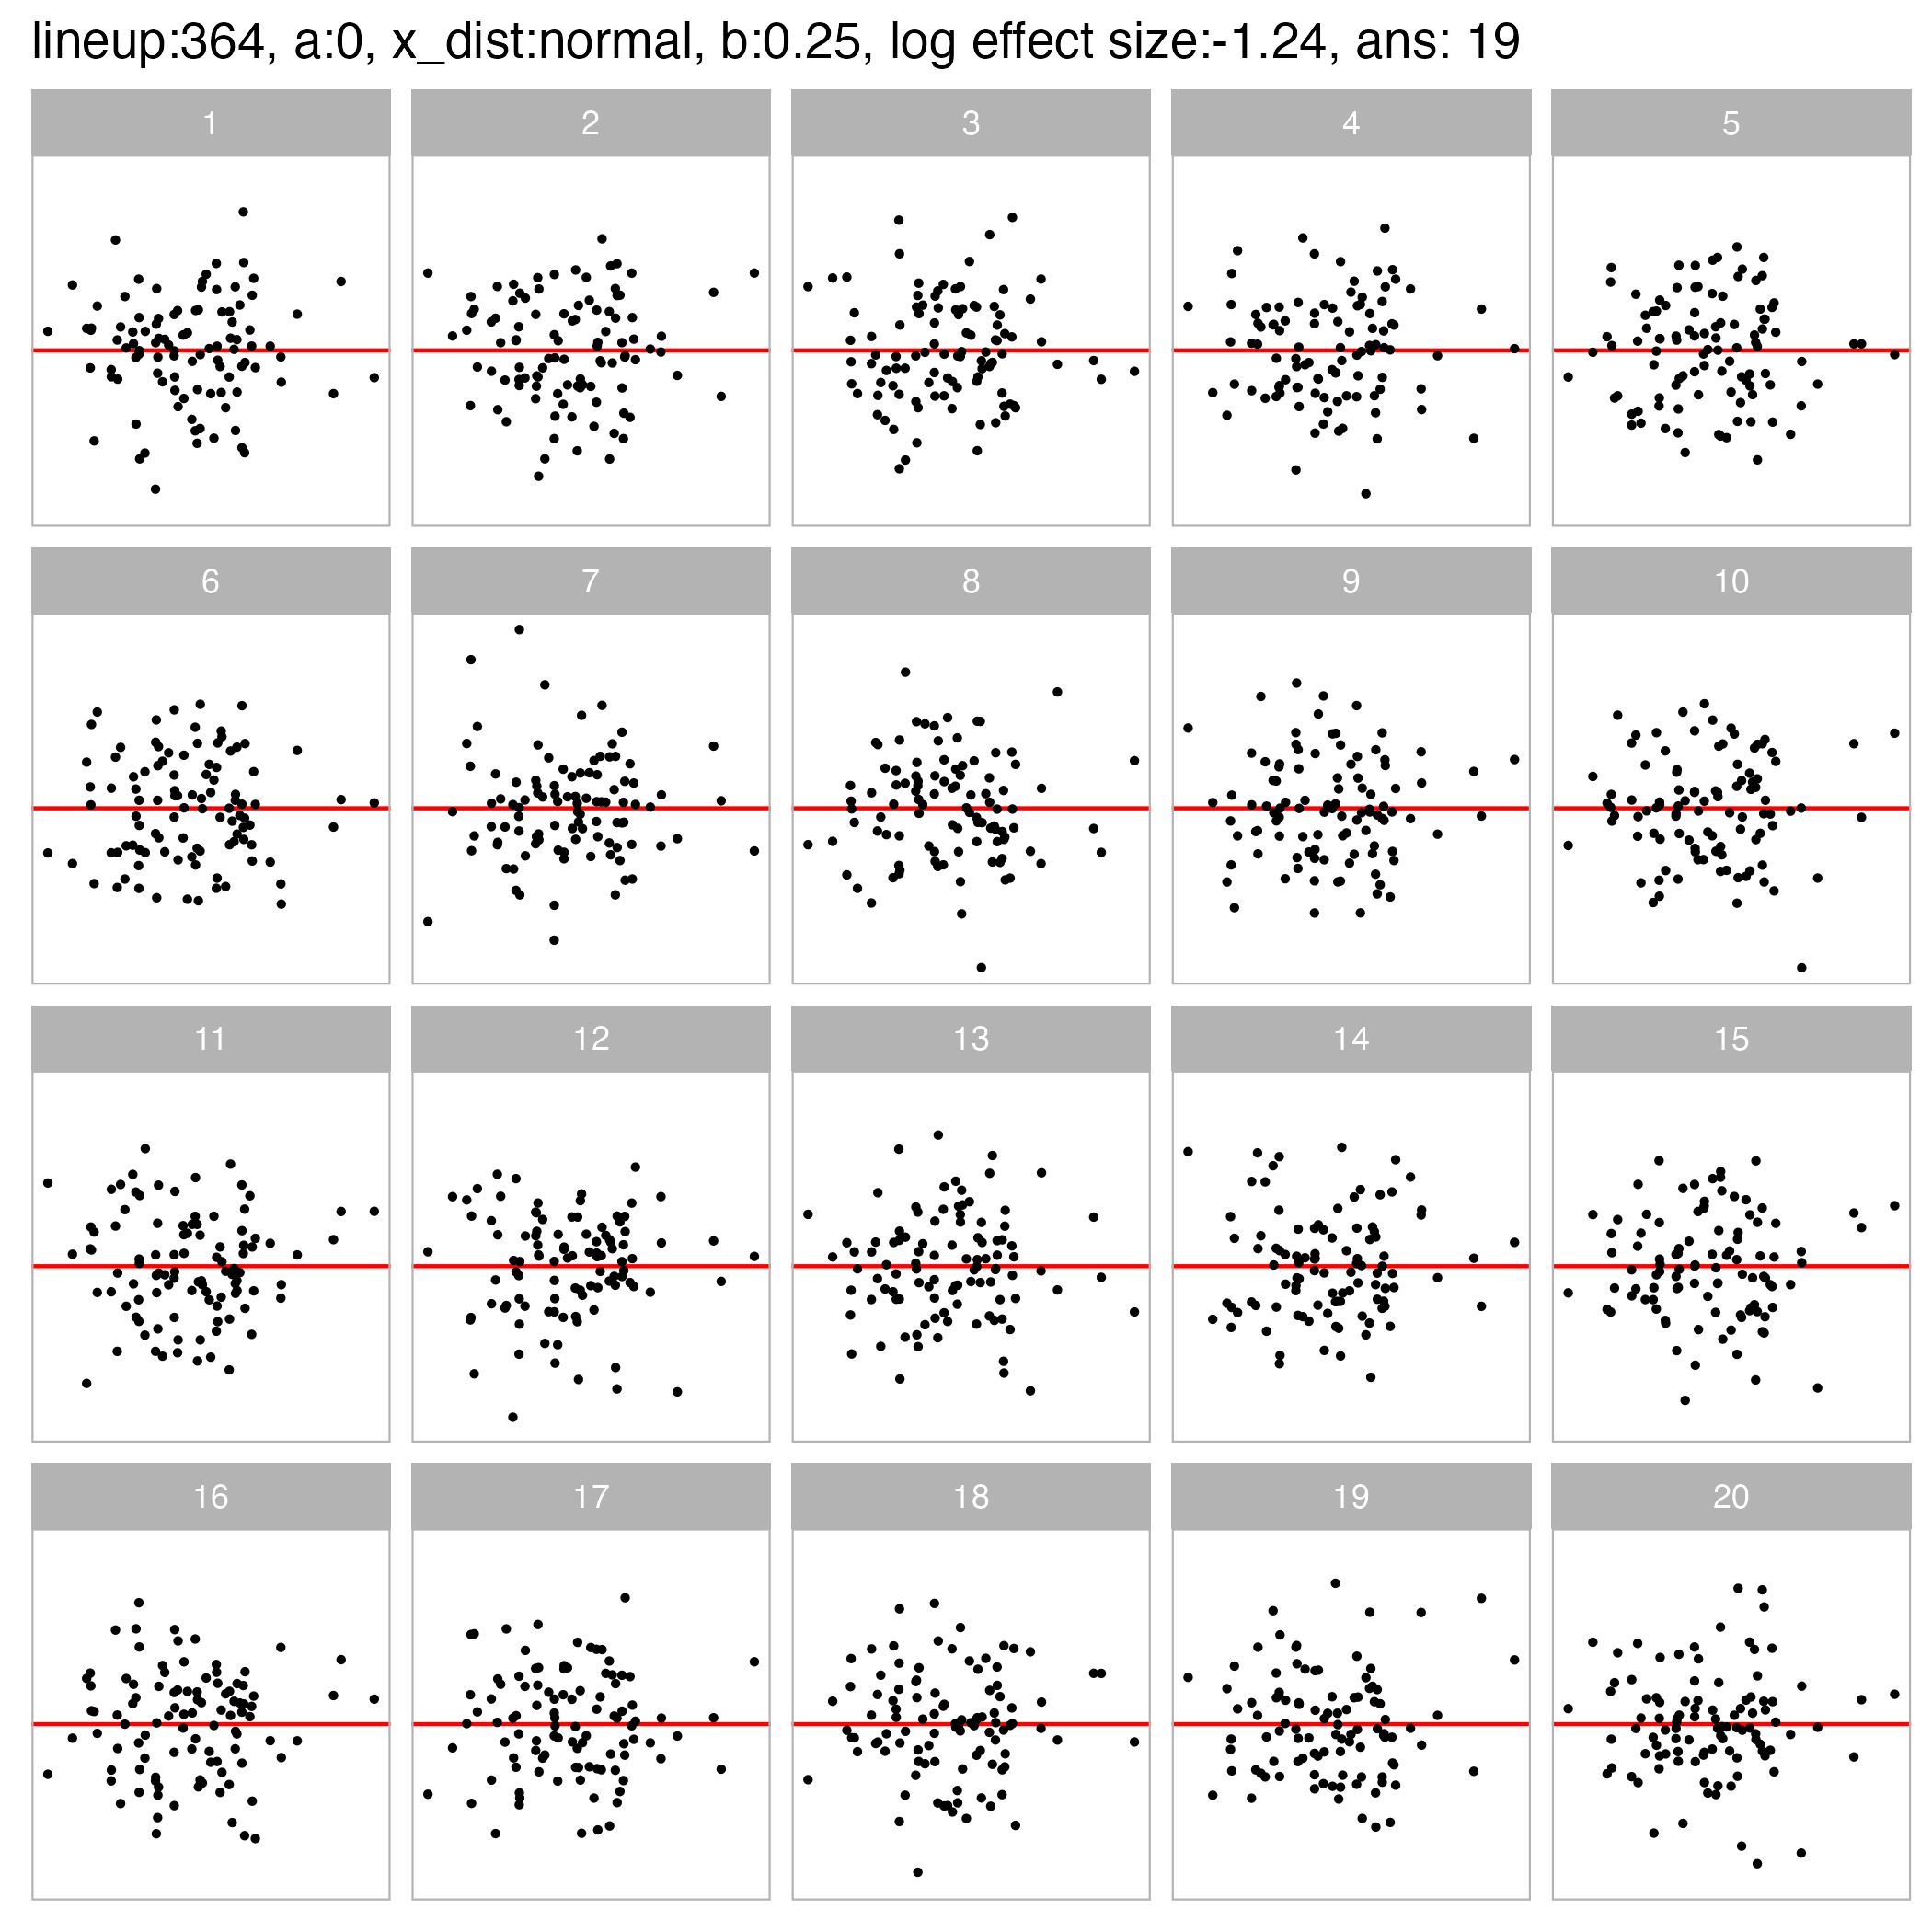 lineup:364, a:0, x_dist:normal, b:0.25, log effect size:-1.24, ans: 19
1 2 3 4 5
6 7 8 9 10
11 12 13 14 15
16 17 18 19 20